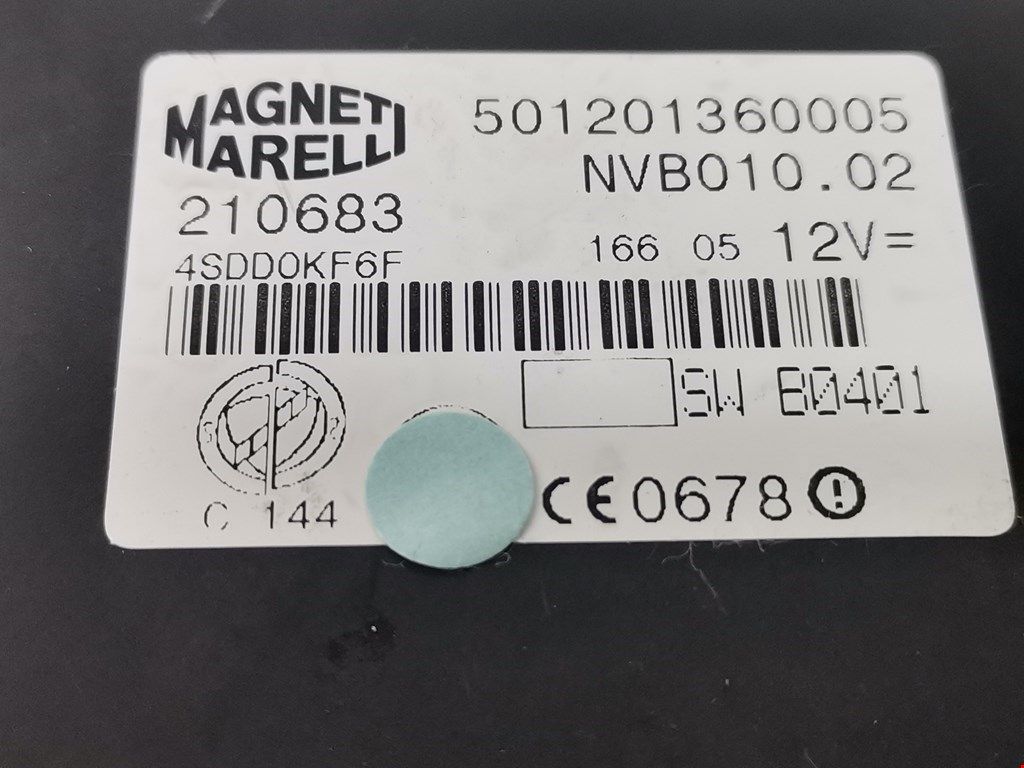 MAGNETI
MARELLI
501201360005
NVB010.02
210683
166 05 12V=
4SDD0KF6F
SW B0401
C 144
CE0678